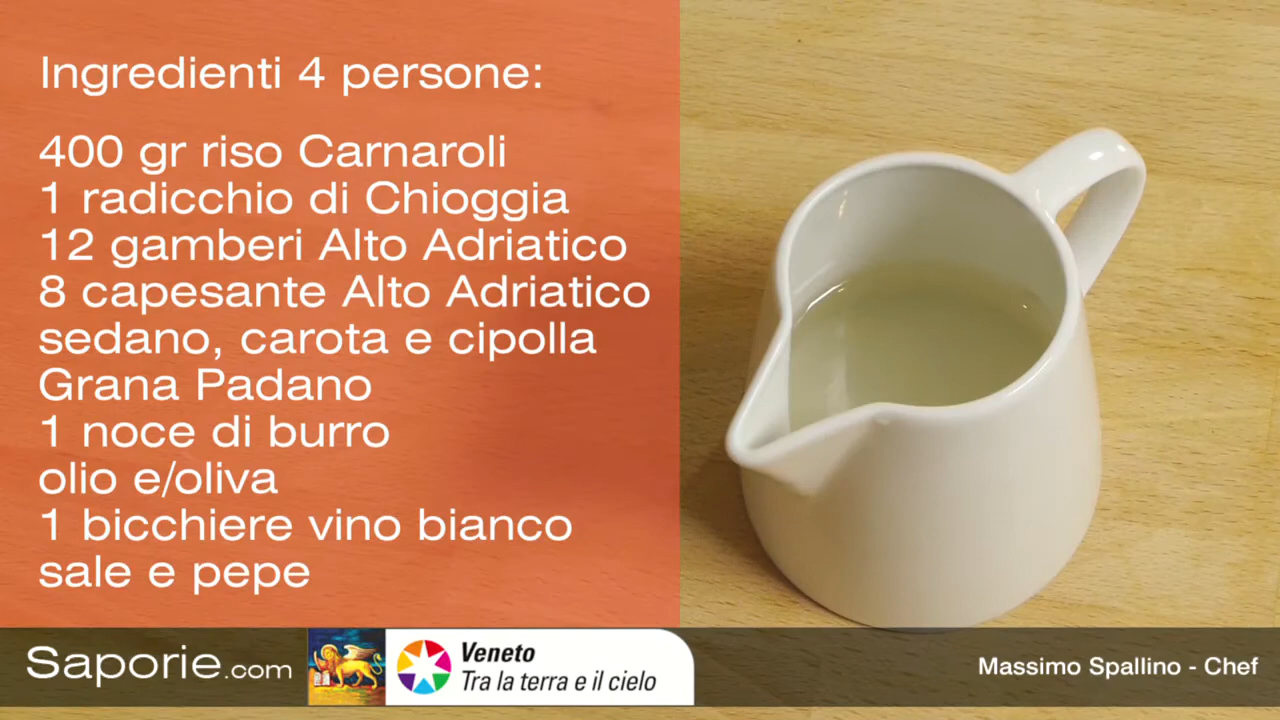 Ingredienti 4 persone:
400 gr riso Carnaroli
1 radicchio di Chioggia
12 gamberi Alto Adriatico
8 capesante Alto Adriatico
sedano, carota e cipolla
Grana Padano
1 noce di burro
olio e/oliva
1 bicchiere vino bianco
sale e pepe
Saporie.com
Veneto
Tra la terra e il cielo
Massimo Spallino - Chef